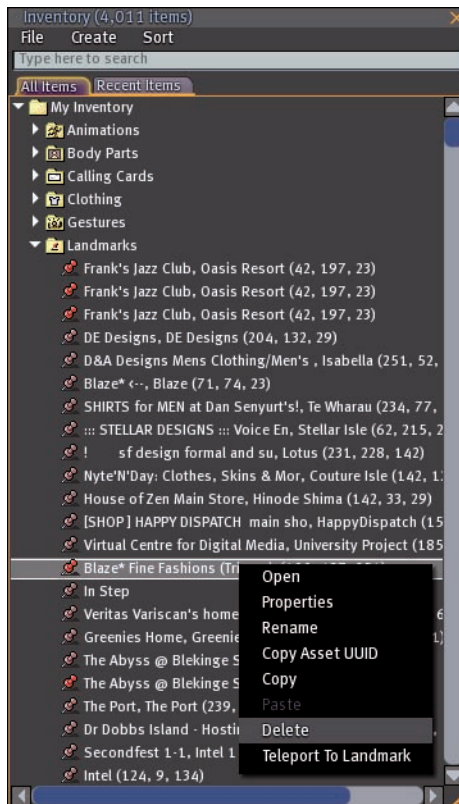 Inventory (4,011 items)
File Create Sort
Type here to search
All Items Recent Items
My Inventory
Animations
Body Parts
Calling Cards
Clothing
Gestures
Landmarks
Frank's Jazz Club, Oasis Resort (42, 197, 23)
Frank's Jazz Club, Oasis Resort (42, 197, 23)
Frank's Jazz Club, Oasis Resort (42, 197, 23)
DE Designs, DE Designs (204, 132, 29)
D&A Designs Mens Clothing/Men's , Isabella (251, 52,
Blaze* <--, Blaze (71, 74, 23)
SHIRTS for MEN at Dan Senyurt's!, Te Wharau (234, 77,
::: STELLAR DESIGNS ::: Voice En, Stellar Isle (62, 215, 2
! sf design formal and su, Lotus (231, 228, 142)
Nyte'N'Day: Clothes, Skins & Mor, Couture Isle (142, 1
House of Zen Main Store, Hinode Shima (142, 33, 29)
[SHOP] HAPPY DISPATCH main sho, HappyDispatch (15
Virtual Centre for Digital Media, University Project (185
Blaze* Fine Fashions
In Step
Veritas Variscan's home
Greenies Home, Greenie
The Abyss @ Blekinge S
The Abyss @ Blekinge S
The Port, The Port (239,
Dr Dobbs Island - Hostin
Secondfest 1-1, Intel 1
Intel (124, 9, 134)
Open
Properties
Rename
Copy Asset UUID
Copy
Paste
Delete
Teleport To Landmark